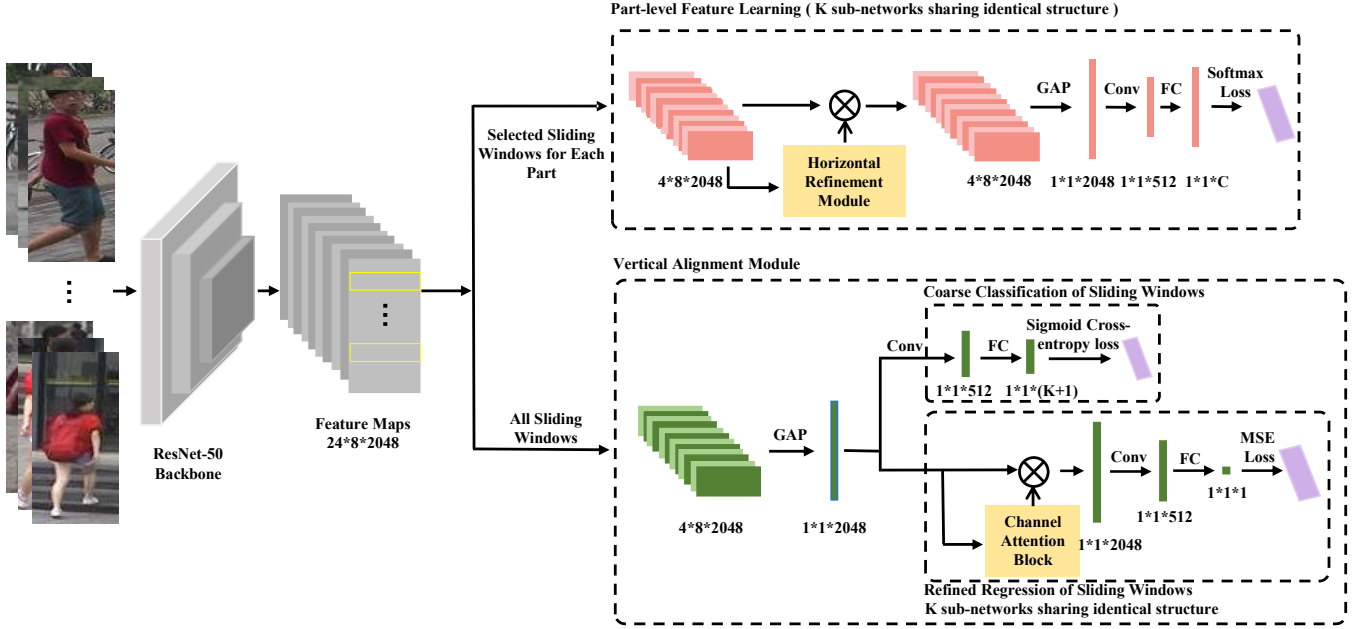 Part-level Feature Learning ( K sub-networks sharing identical structure )
Selected Sliding
Windows for Each
Part
4*8*2048
Horizontal
Refinement
Module
4*8*2048
GAP
1*1*2048
Conv
1*1*512
FC
1*1*C
Softmax
Loss
ResNet-50
Backbone
Feature Maps
24*8*2048
All Sliding
Windows
Vertical Alignment Module
4*8*2048
GAP
1*1*2048
Conv
Coarse Classification of Sliding Windows
1*1*512
FC
1*1*(K+1)
Sigmoid Cross-
entropy loss
Channel
Attention
Block
1*1*2048
Conv
1*1*512
FC
1*1*1
MSE
Loss
Refined Regression of Sliding Windows
K sub-networks sharing identical structure